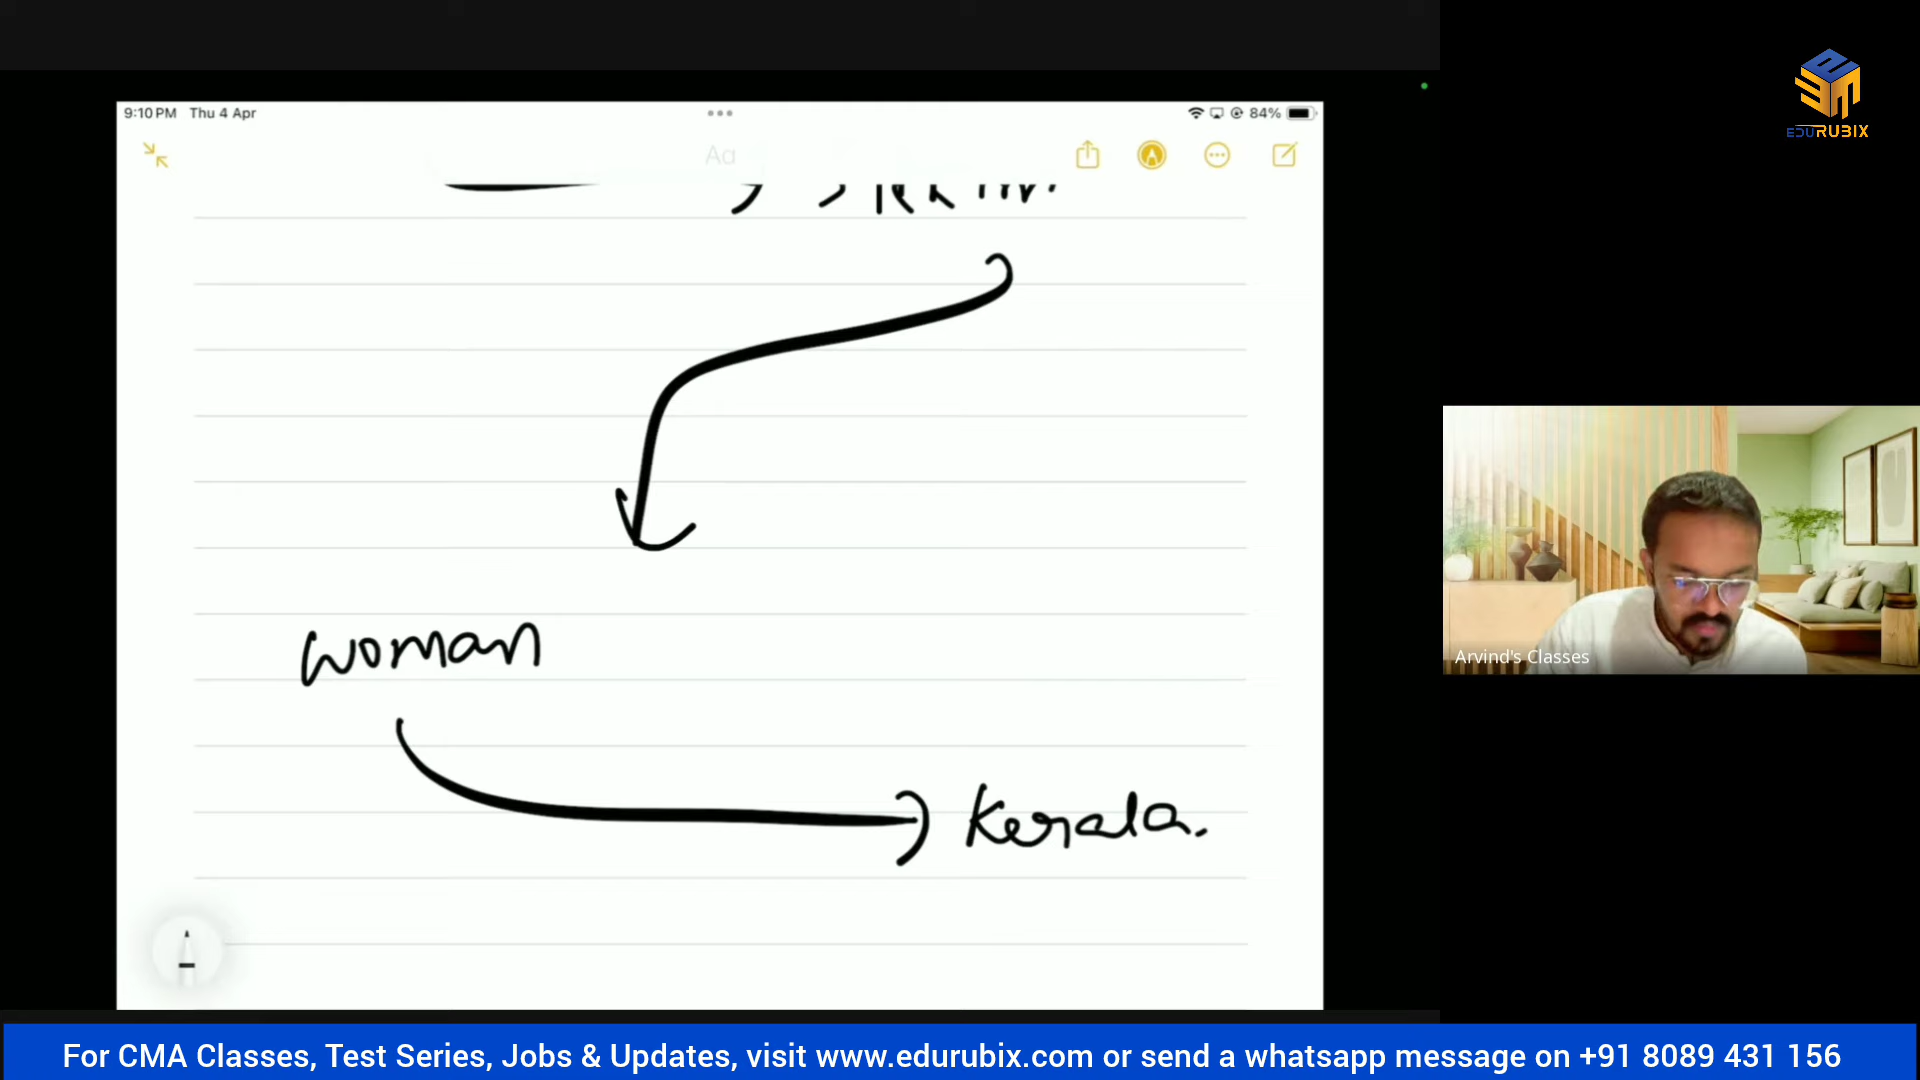 9:10 PM Thu 4 Apr
84%
Aa
EDURUBIX
woman
Kerala.
Arvind's Classes
For CMA Classes, Test Series, Jobs & Updates, visit www.edurubix.com or send a whatsapp message on +91 8089 431 156